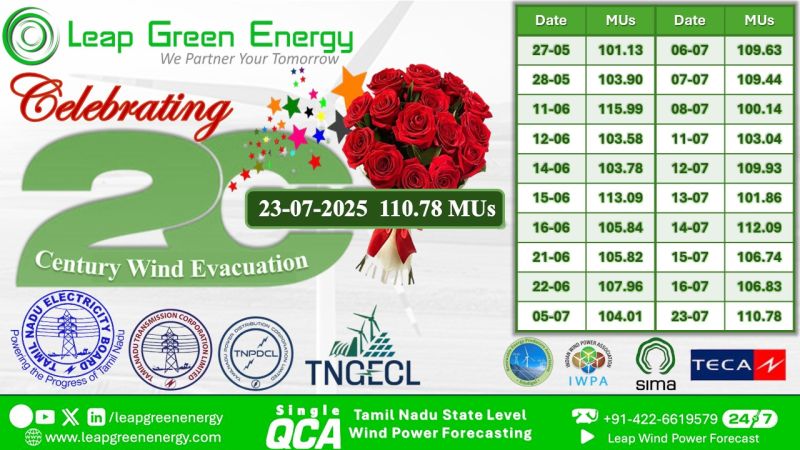 Leap Green Energy
We Partner Your Tomorrow
Celebrating
20
23-07-2025 110.78 MUs
Century Wind Evacuation
Date MUs Date MUs
27-05 101.13 06-07 109.63
28-05 103.90 07-07 109.44
11-06 115.99 08-07 100.14
12-06 103.58 11-07 103.04
14-06 103.78 12-07 109.93
15-06 113.09 13-07 101.86
16-06 105.84 14-07 112.09
21-06 105.82 15-07 106.74
22-06 107.96 16-07 106.83
05-07 104.01 23-07 110.78
TAMIL NADU ELECTRICITY BOARD
Powering the Progress of Tamil Nadu
TAMILNADU TRANSMISSION CORPORATION LIMITED
TNPDCL
TNGECL
INDIAN WIND POWER ASSOCIATION
IWPA
sima
TECA
/leapgreenenergy
www.leapgreenenergy.com
Single
QCA
Tamil Nadu State Level
Wind Power Forecasting
+91-422-6619579 24 7
Leap Wind Power Forecast